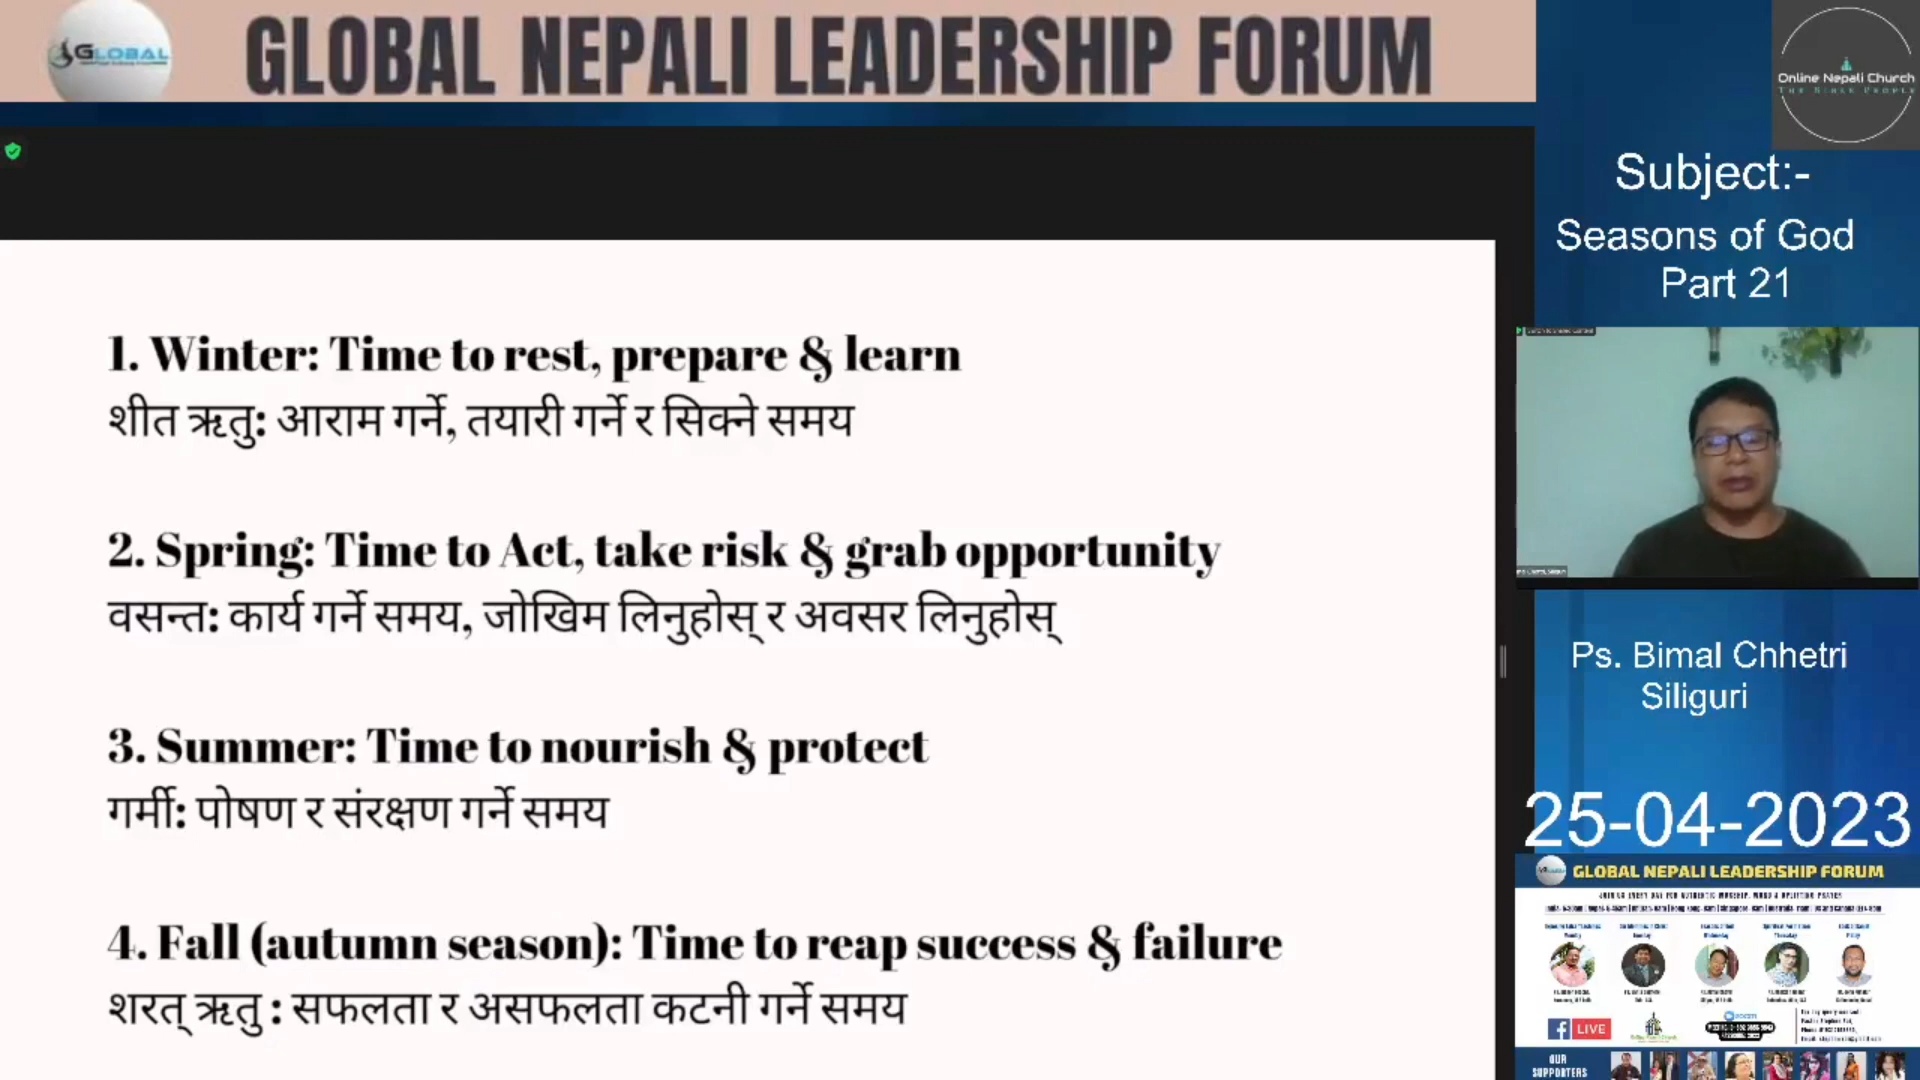 GLOBAL
GLOBAL NEPALI LEADERSHIP FORUM
Online Nepali Church
THE BIBLE PEOPLE
Subject:-
Seasons of God
Part 21
1. Winter: Time to rest, prepare & learn
शीत ऋतु: आराम गर्ने, तयारी गर्ने र सिक्ने समय
2. Spring: Time to Act, take risk & grab opportunity
वसन्त: कार्य गर्ने समय, जोखिम लिनुहोस् र अवसर लिनुहोस्
3. Summer: Time to nourish & protect
गर्मी: पोषण र संरक्षण गर्ने समय
4. Fall (autumn season): Time to reap success & failure
शरत् ऋतु : सफलता र असफलता कटनी गर्ने समय
Ps. Bimal Chhetri
Siliguri
25-04-2023
GLOBAL NEPALI LEADERSHIP FORUM
LIVE
OUR
SUPPORTERS